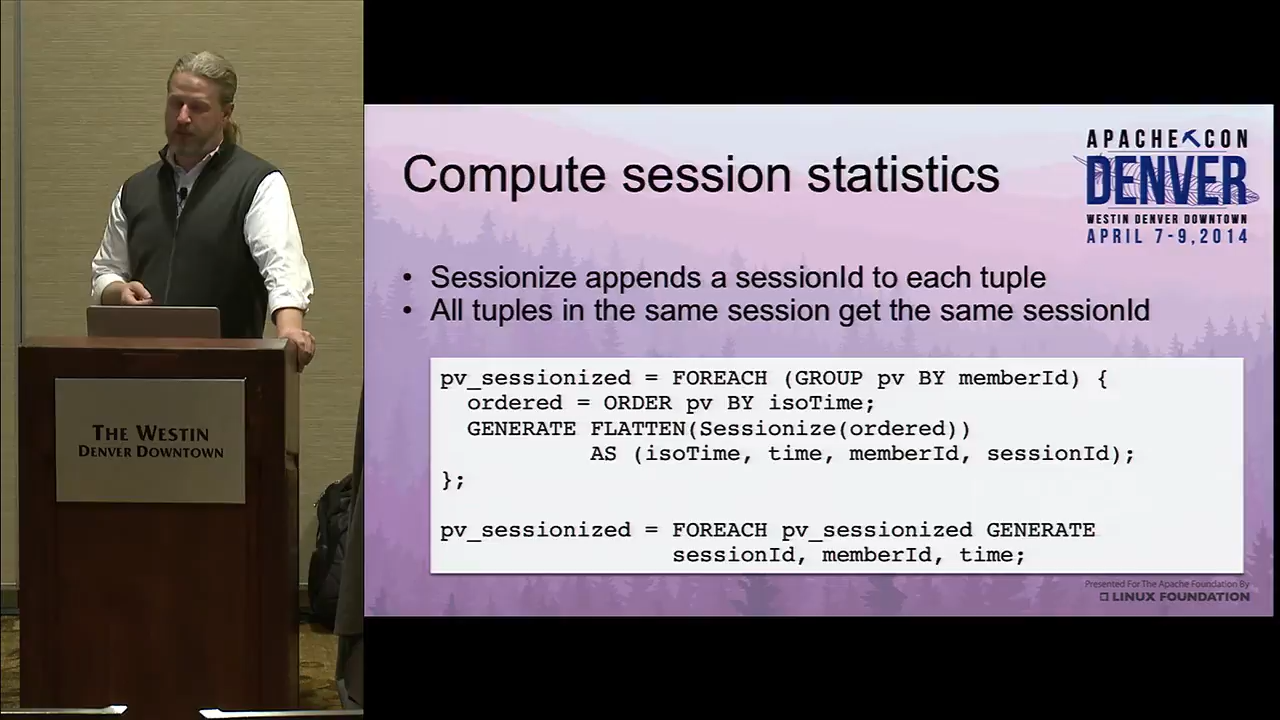 THE WESTIN
DENVER DOWNTOWN
Compute session statistics
APACHE CON
DENVER
WESTIN DENVER DOWNTOWN
APRIL 7-9, 2014
• Sessionize appends a sessionId to each tuple
• All tuples in the same session get the same sessionId
pv_sessionized = FOREACH (GROUP pv BY memberId) {
  ordered = ORDER pv BY isoTime;
  GENERATE FLATTEN(Sessionize(ordered))
           AS (isoTime, time, memberId, sessionId);
};
pv_sessionized = FOREACH pv_sessionized GENERATE
                 sessionId, memberId, time;
Presented For The Apache Foundation By
LINUX FOUNDATION